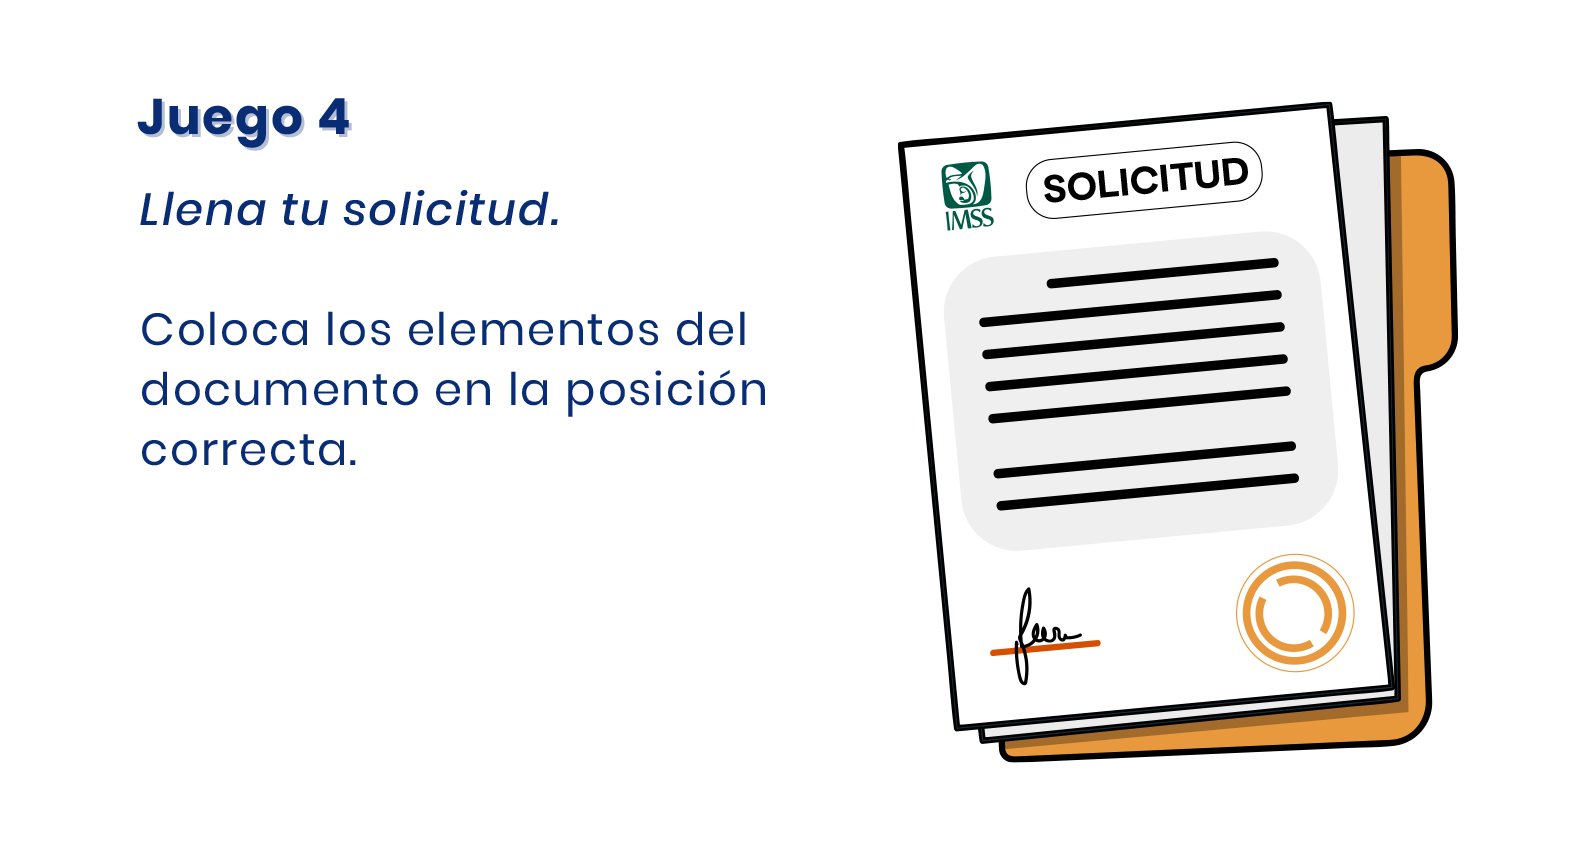 Juego 4
Llena tu solicitud.
Coloca los elementos del
documento en la posición
correcta.
SOLICITUD
IMSS